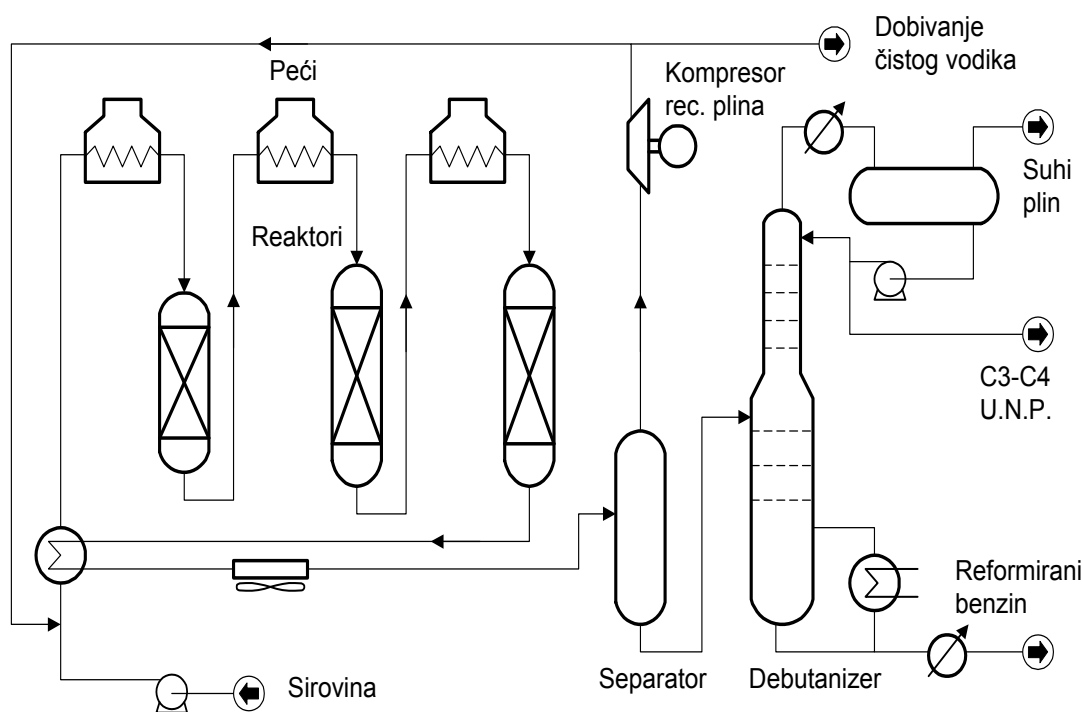 Dobivanje
čistog vodika
Peći
Kompresor
rec. plina
Suhi
plin
Reaktori
C3-C4
U.N.P.
Reformirani
benzin
Separator
Debutanizer
Sirovina